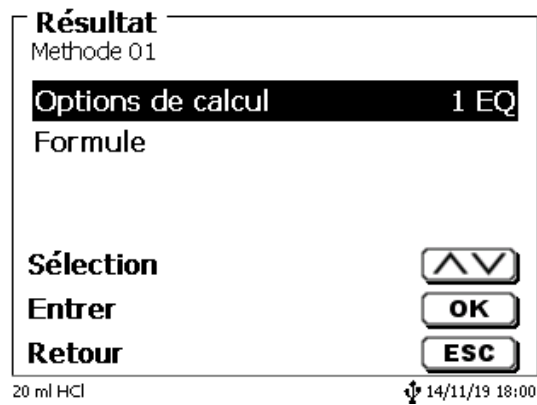 Résultat
Methode 01
Options de calcul 1 EQ
Formule
Sélection
Entrer OK
Retour ESC
20 ml HCl 14/11/19 18:00